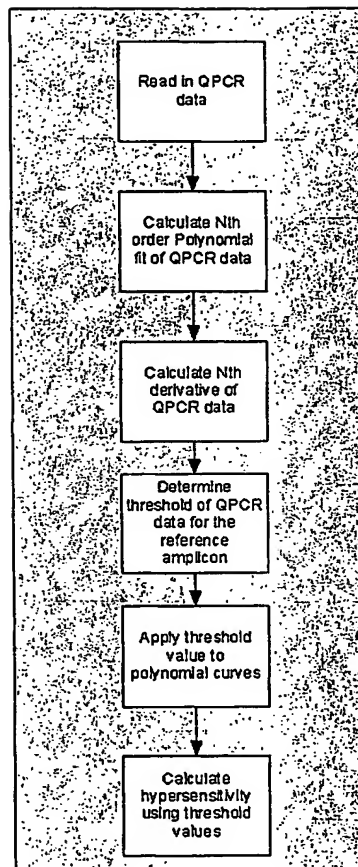 Read in QPCR
data
Calculate Nth
order Polynomial
fit of QPCR data
Calculate Nth
derivative of
QPCR data
Determine
threshold of QPCR
data for the
reference
amplicon
Apply threshold
value to
polynomial curves
Calculate
hypersensitivity
using threshold
values